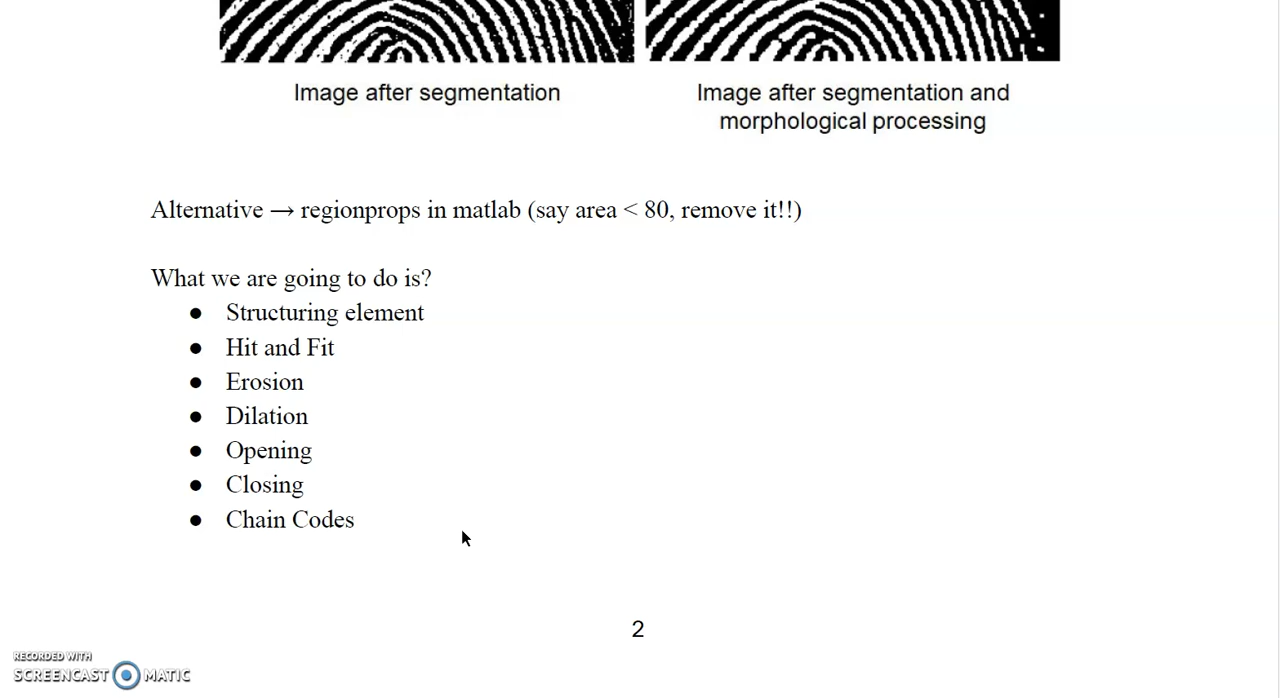 Image after segmentation
Image after segmentation and
morphological processing
Alternative → regionprops in matlab (say area < 80, remove it!!)
What we are going to do is?
● Structuring element
● Hit and Fit
● Erosion
● Dilation
● Opening
● Closing
● Chain Codes
2
RECORDED WITH
SCREENCAST MATIC